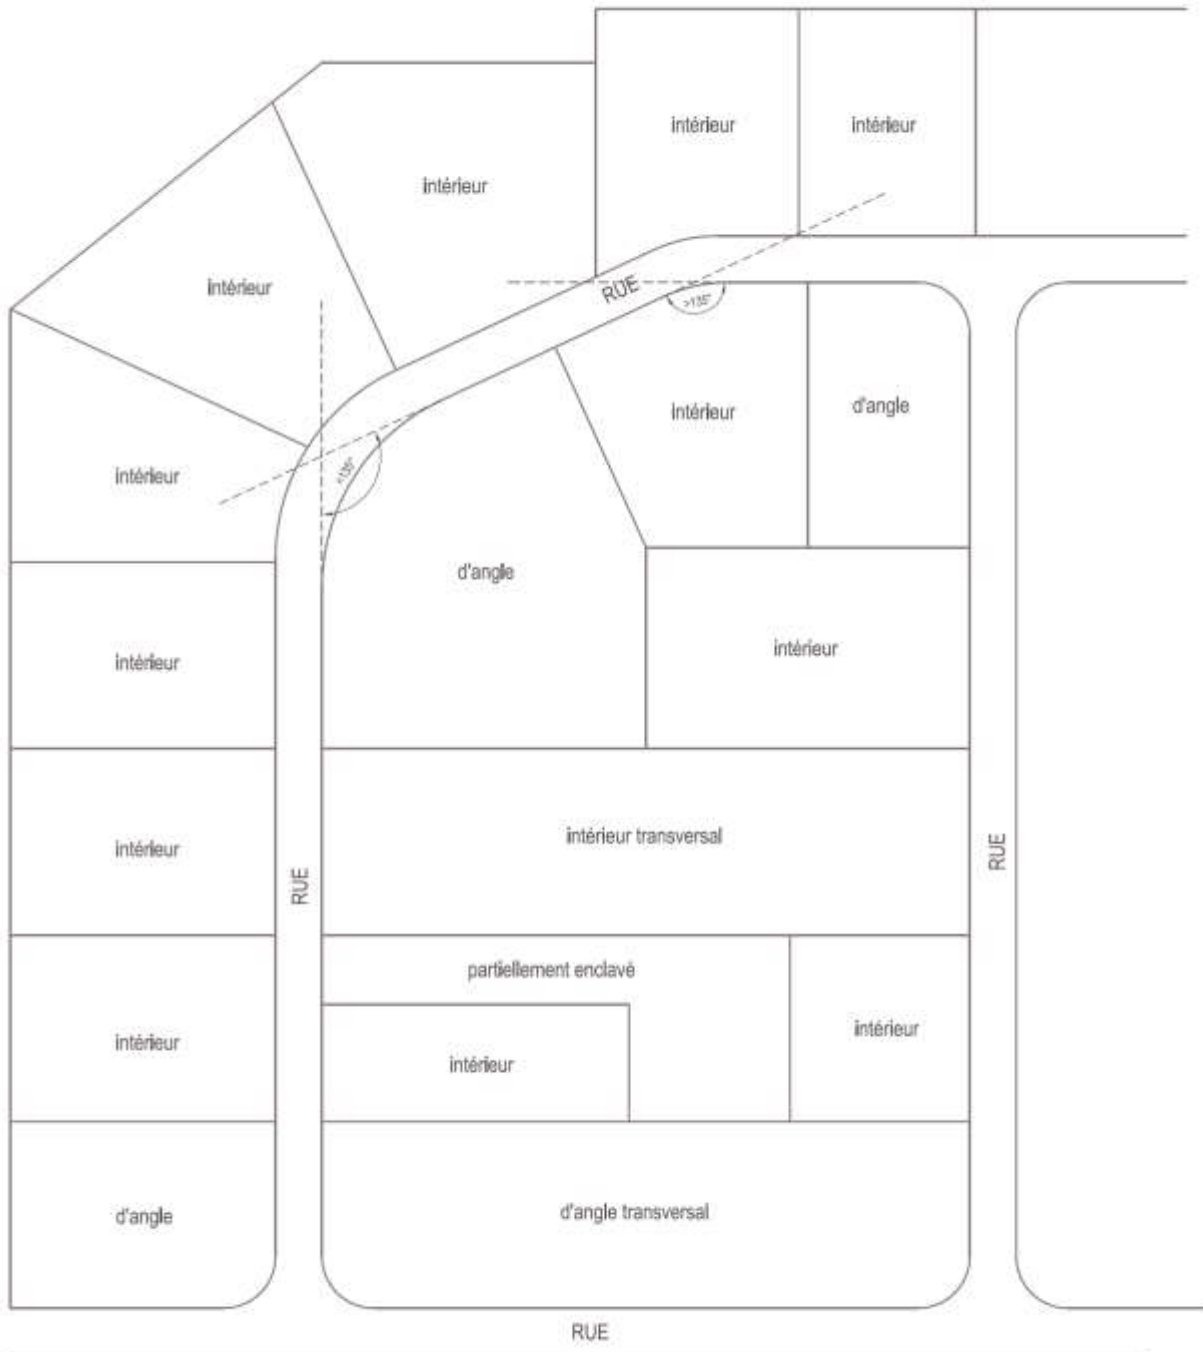 intérieur
intérieur
intérieur
intérieur
RUE
>135°
intérieur
d'angle
intérieur
<135°
d'angle
intérieur
intérieur
intérieur
intérieur transversal
RUE
RUE
partiellement enclavé
intérieur
intérieur
intérieur
d'angle
d'angle transversal
RUE